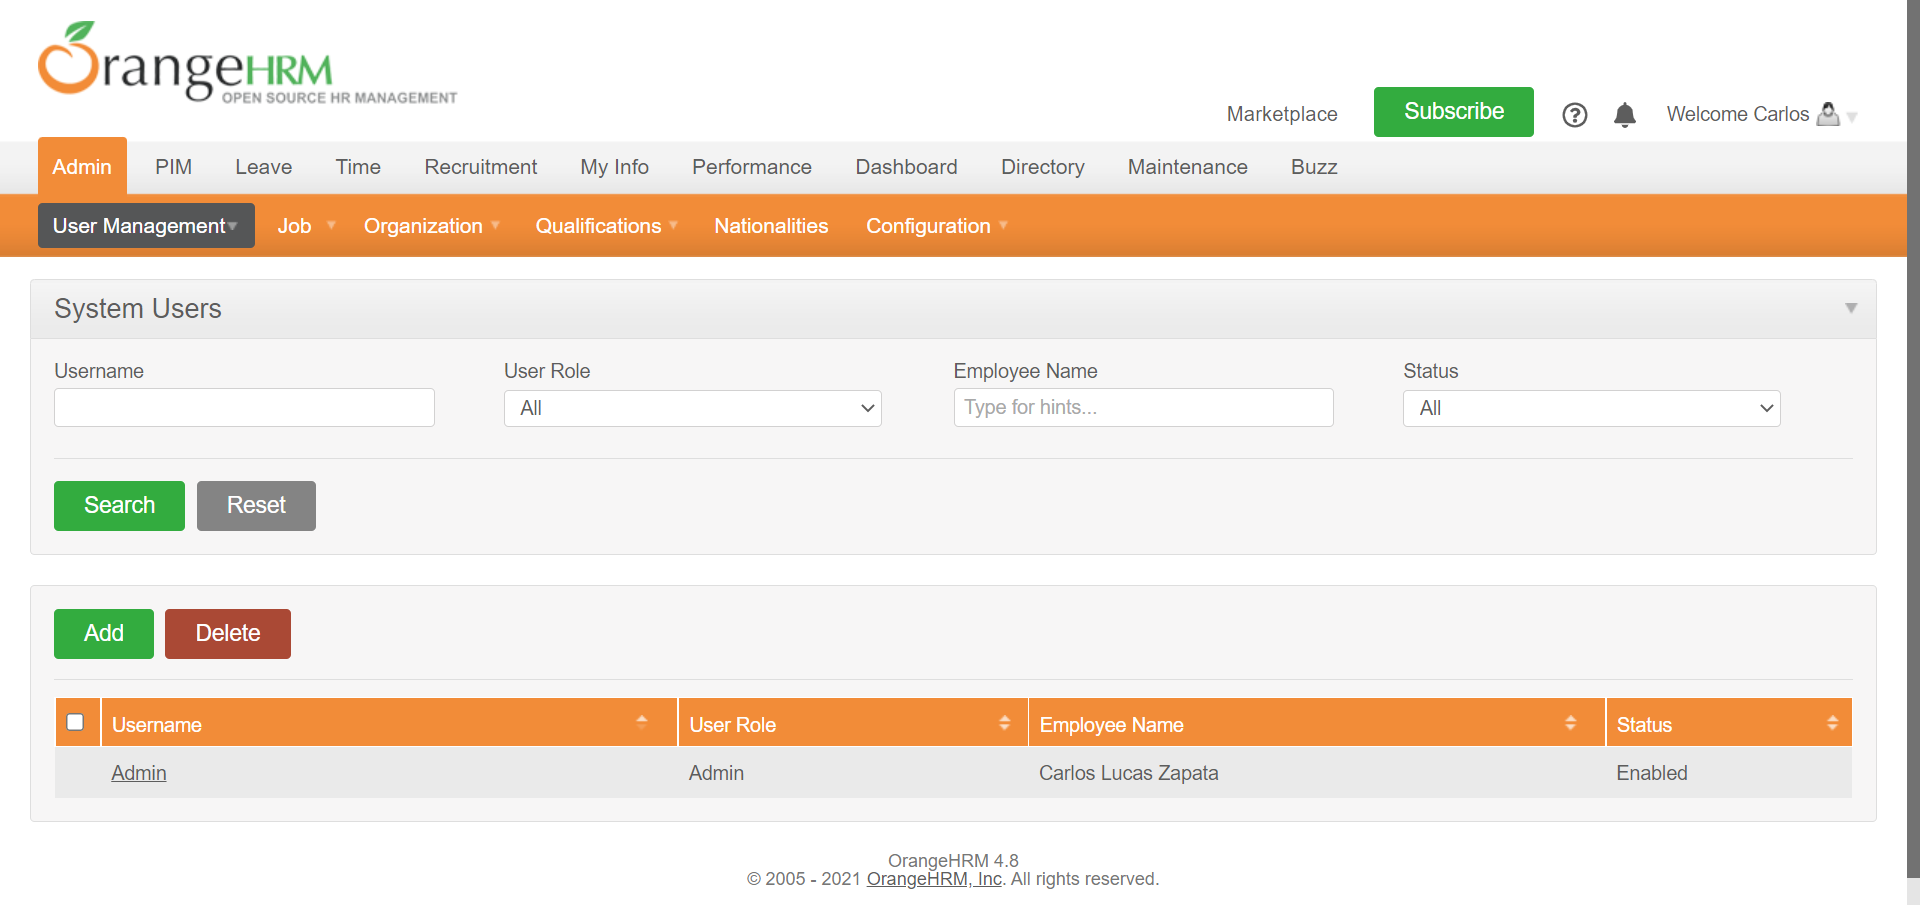 OrangeHRM
OPEN SOURCE HR MANAGEMENT
Marketplace Subscribe ? Welcome Carlos
Admin PIM Leave Time Recruitment My Info Performance Dashboard Directory Maintenance Buzz
User Management Job Organization Qualifications Nationalities Configuration
System Users
Username User Role Employee Name Status
All Type for hints... All
Search Reset
Add Delete
Username User Role Employee Name Status
Admin Admin Carlos Lucas Zapata Enabled
OrangeHRM 4.8
© 2005 - 2021 OrangeHRM, Inc. All rights reserved.